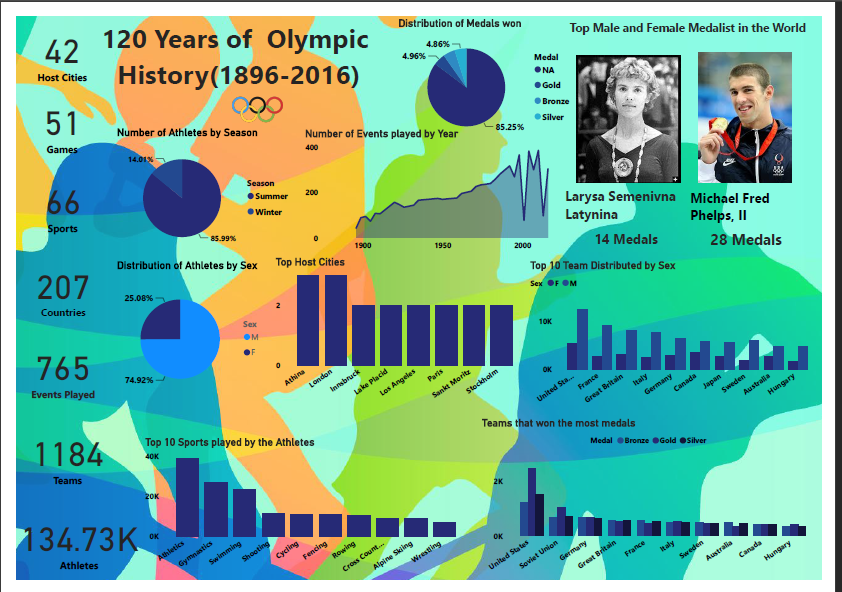 120 Years of Olympic
History(1896-2016)
42
Host Cities
51
Games
66
Sports
207
Countries
765
Events Played
1184
Teams
134.73K
Athletes
Distribution of Medals won
4.86%
4.96%
85.25%
Medal
NA
Gold
Bronze
Silver
Top Male and Female Medalist in the World
Larysa Semenivna
Latynina
14 Medals
Michael Fred
Phelps, II
28 Medals
Number of Athletes by Season
14.01%
85.99%
Season
Summer
Winter
Number of Events played by Year
400
200
0
1900
1950
2000
Distribution of Athletes by Sex
25.08%
74.92%
Sex
M
F
Top Host Cities
2
0
Athina
London
Innsbruck
Lake Placid
Los Angeles
Paris
Sankt Moritz
Stockholm
Top 10 Team Distributed by Sex
Sex F M
10K
0K
United Sta...
France
Great Britain
Italy
Germany
Canada
Japan
Sweden
Australia
Hungary
Top 10 Sports played by the Athletes
40K
20K
0K
Athletics
Gymnastics
Swimming
Shooting
Cycling
Fencing
Rowing
Cross Count...
Alpine Skiing
Wrestling
Teams that won the most medals
Medal Bronze Gold Silver
2K
0K
United States
Soviet Union
Germany
Great Britain
France
Italy
Sweden
Australia
Canada
Hungary